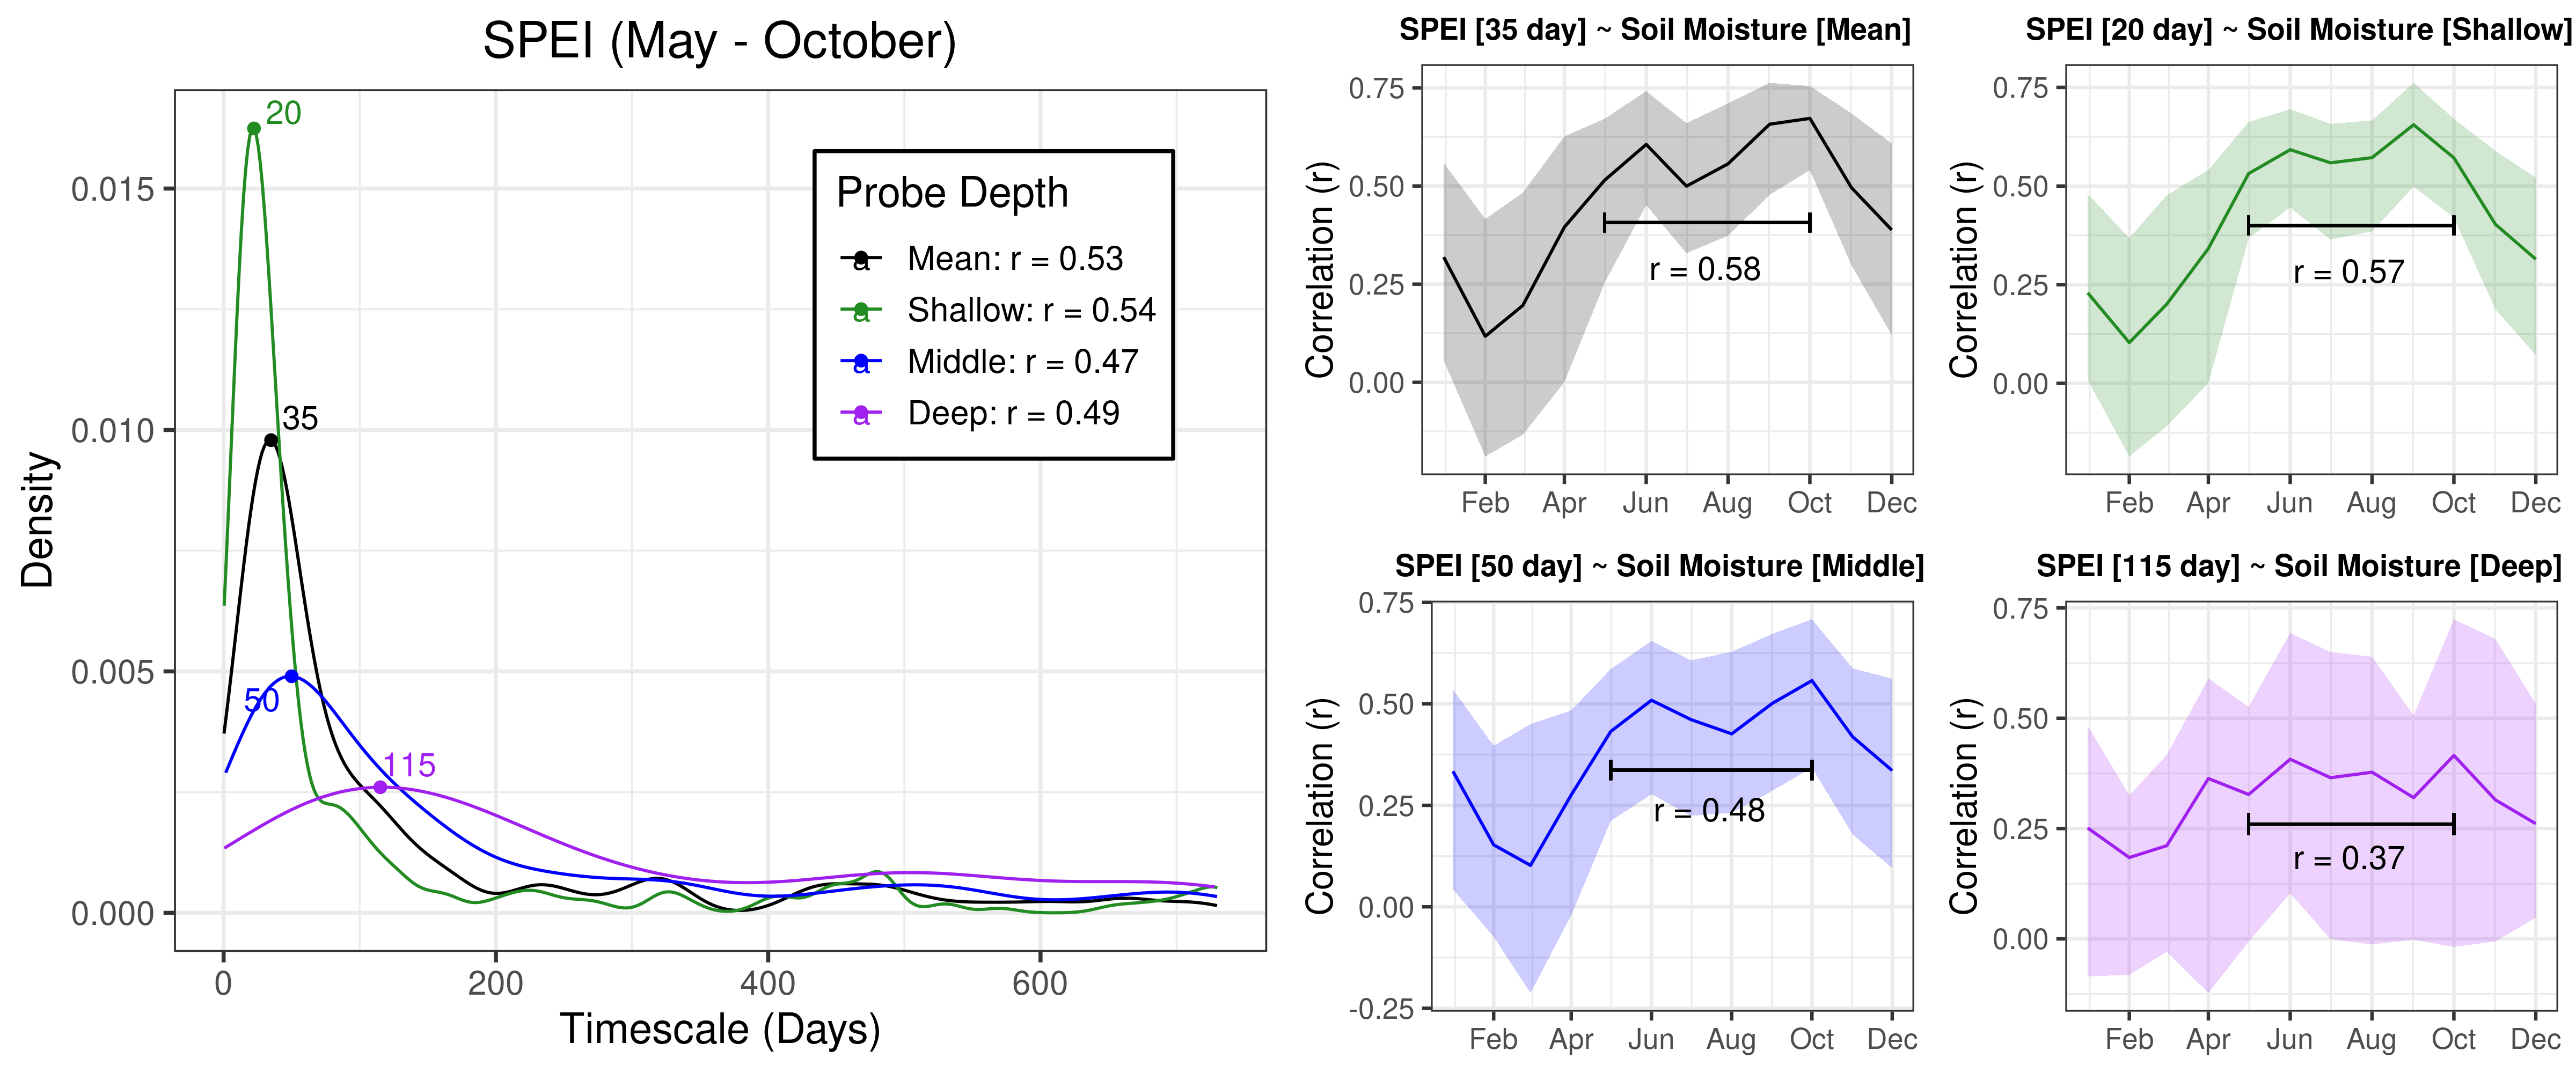 SPEI (May - October)
0.015
0.010
0.005
0.000
Density
0
200
400
600
Timescale (Days)
20
35
50
115
Probe Depth
a Mean: r = 0.53
a Shallow: r = 0.54
a Middle: r = 0.47
a Deep: r = 0.49
SPEI [35 day] ~ Soil Moisture [Mean]
0.75
0.50
0.25
0.00
Correlation (r)
r = 0.58
Feb Apr Jun Aug Oct Dec
SPEI [20 day] ~ Soil Moisture [Shallow]
0.75
0.50
0.25
0.00
Correlation (r)
r = 0.57
Feb Apr Jun Aug Oct Dec
SPEI [50 day] ~ Soil Moisture [Middle]
0.75
0.50
0.25
0.00
-0.25
Correlation (r)
r = 0.48
Feb Apr Jun Aug Oct Dec
SPEI [115 day] ~ Soil Moisture [Deep]
0.75
0.50
0.25
0.00
Correlation (r)
r = 0.37
Feb Apr Jun Aug Oct Dec